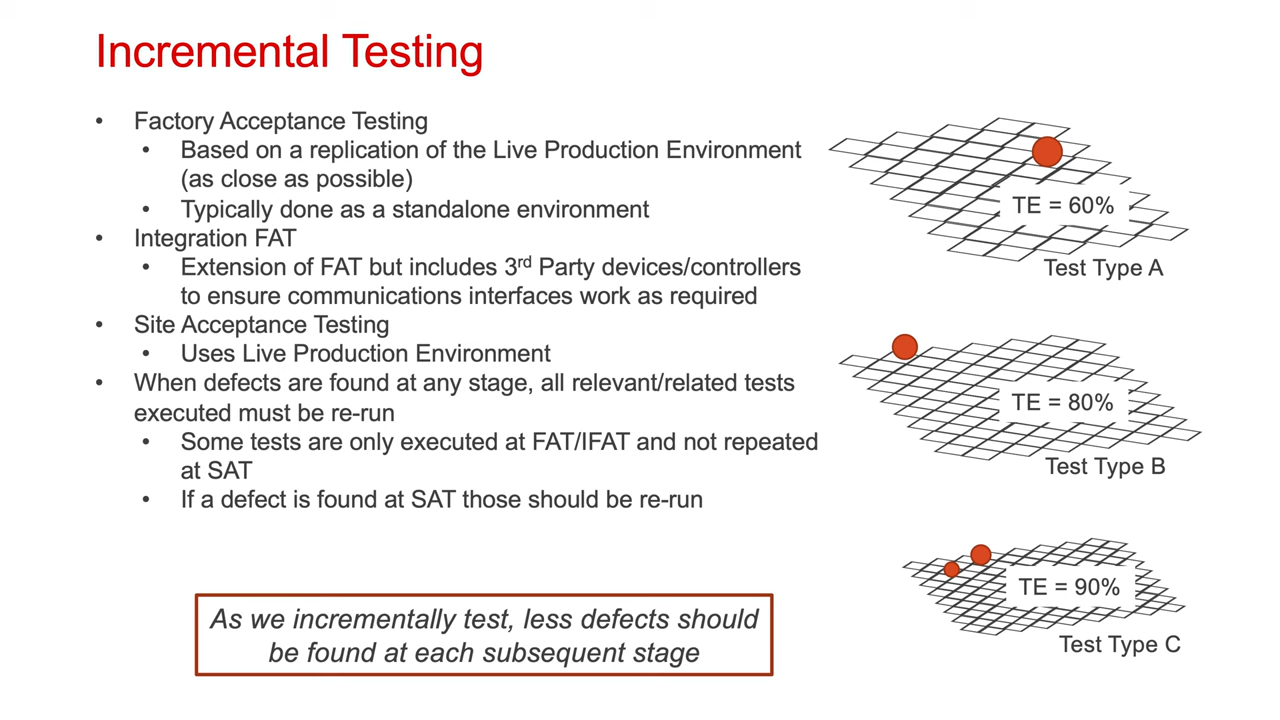 Incremental Testing
• Factory Acceptance Testing
• Based on a replication of the Live Production Environment
(as close as possible)
• Typically done as a standalone environment
• Integration FAT
• Extension of FAT but includes 3rd Party devices/controllers
to ensure communications interfaces work as required
• Site Acceptance Testing
• Uses Live Production Environment
• When defects are found at any stage, all relevant/related tests
executed must be re-run
• Some tests are only executed at FAT/IFAT and not repeated
at SAT
• If a defect is found at SAT those should be re-run
As we incrementally test, less defects should
be found at each subsequent stage
TE = 60%
Test Type A
TE = 80%
Test Type B
TE = 90%
Test Type C